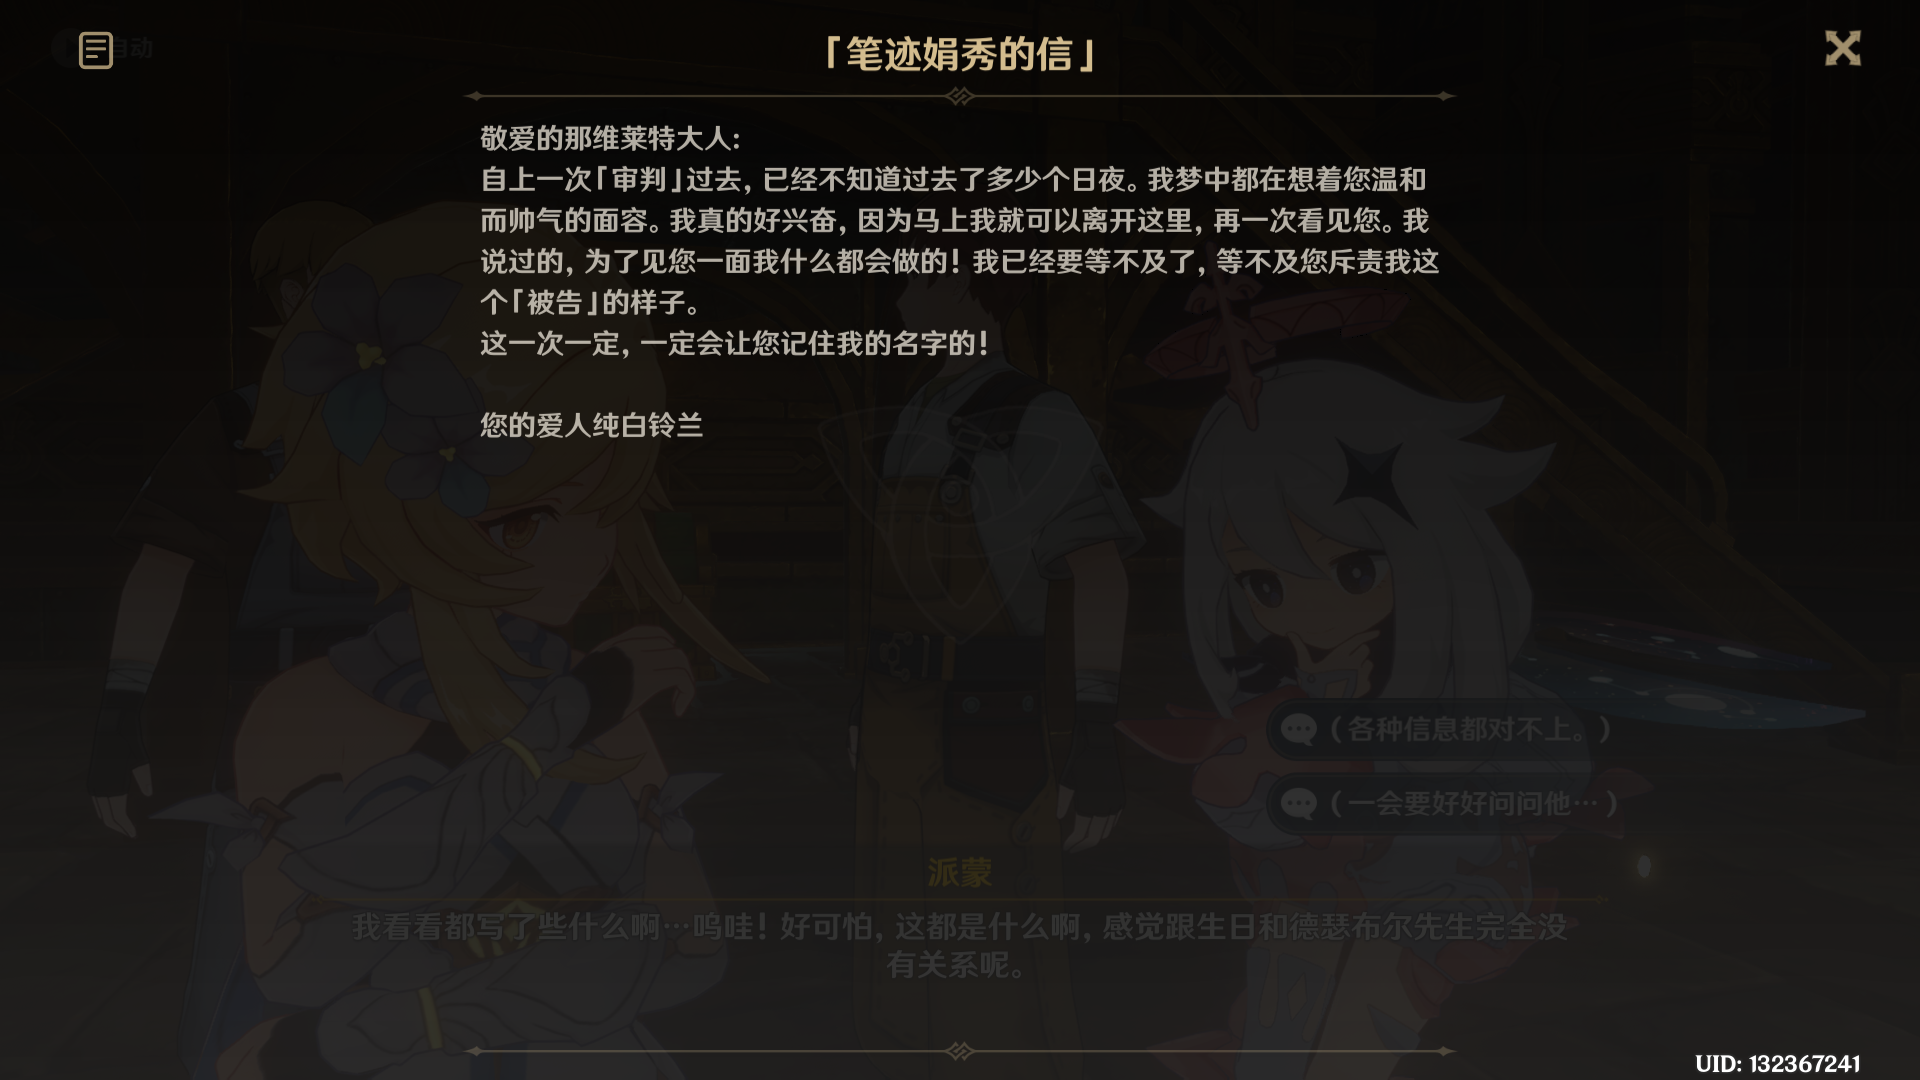 自动
「笔迹娟秀的信」
敬爱的那维莱特大人：
自上一次「审判」过去，已经不知道过去了多少个日夜。我梦中都在想着您温和
而帅气的面容。我真的好兴奋，因为马上我就可以离开这里，再一次看见您。我
说过的，为了见您一面我什么都会做的！我已经要等不及了，等不及您斥责我这
个「被告」的样子。
这一次一定，一定会让您记住我的名字的！
您的爱人纯白铃兰
（各种信息都对不上。）
（一会要好好问问他…）
派蒙
我看看都写了些什么啊…呜哇！好可怕，这都是什么啊，感觉跟生日和德瑟布尔先生完全没
有关系呢。
UID: 132367241